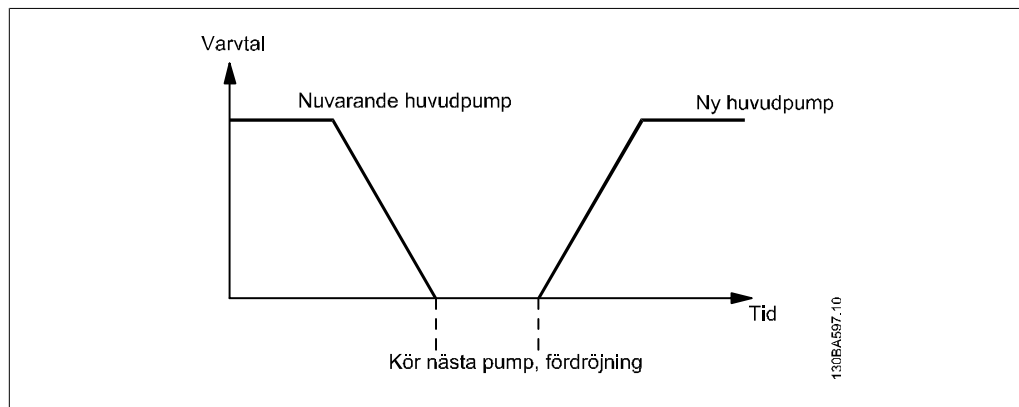 Varvtal
Nuvarande huvudpump
Ny huvudpump
Tid
Kör nästa pump, fördröjning
130BA597.10